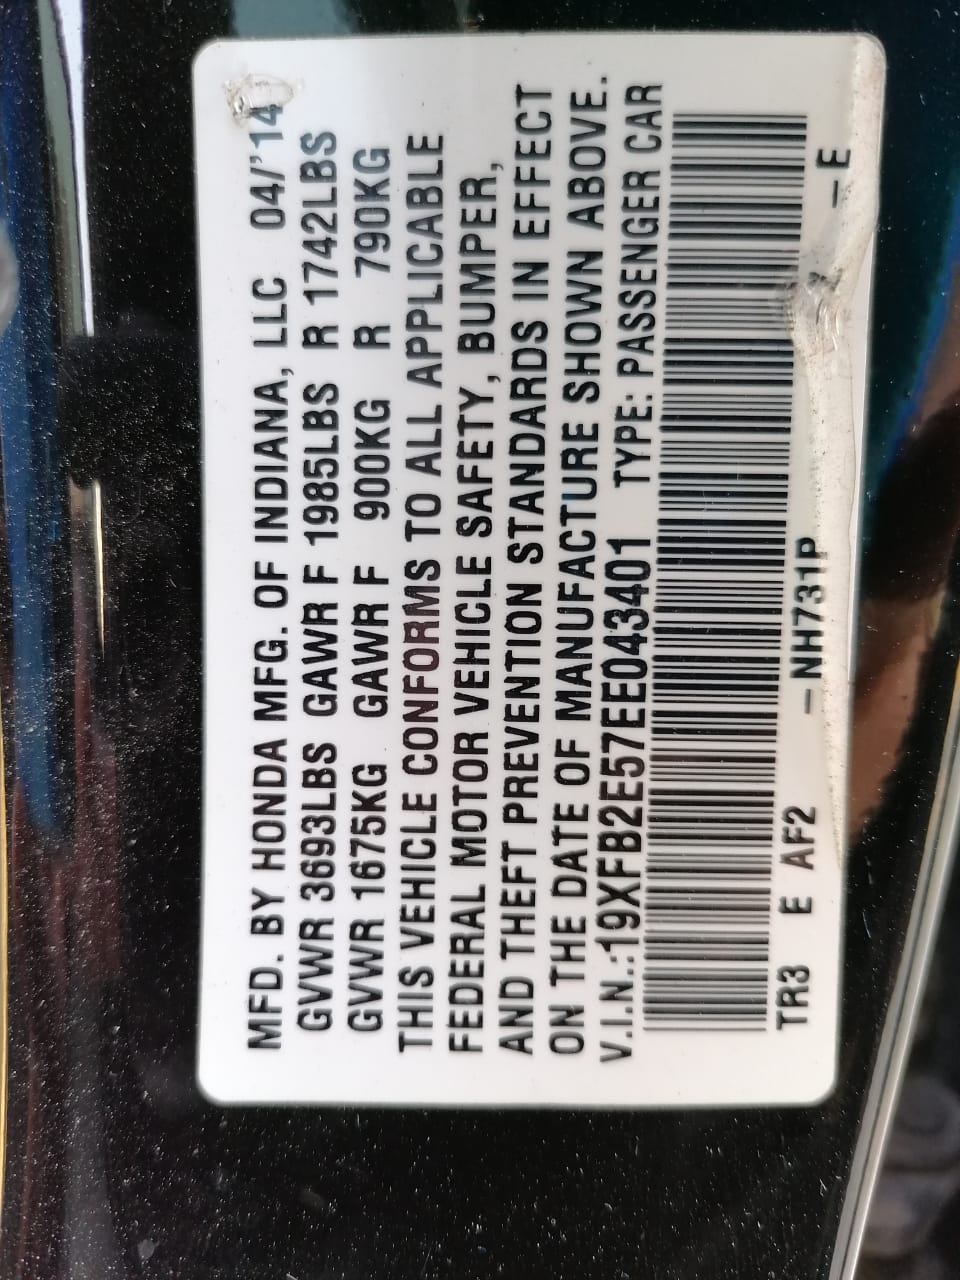 MFD. BY HONDA MFG. OF INDIANA, LLC 04/'14
GVWR 3693LBS GAWR F 1985LBS R 1742LBS
GVWR 1675KG GAWR F 900KG R 790KG
THIS VEHICLE CONFORMS TO ALL APPLICABLE
FEDERAL MOTOR VEHICLE SAFETY, BUMPER,
AND THEFT PREVENTION STANDARDS IN EFFECT
ON THE DATE OF MANUFACTURE SHOWN ABOVE.
V.I.N.:19XFB2E57EE043401 TYPE: PASSENGER CAR
TR3 E AF2 –NH731P –E